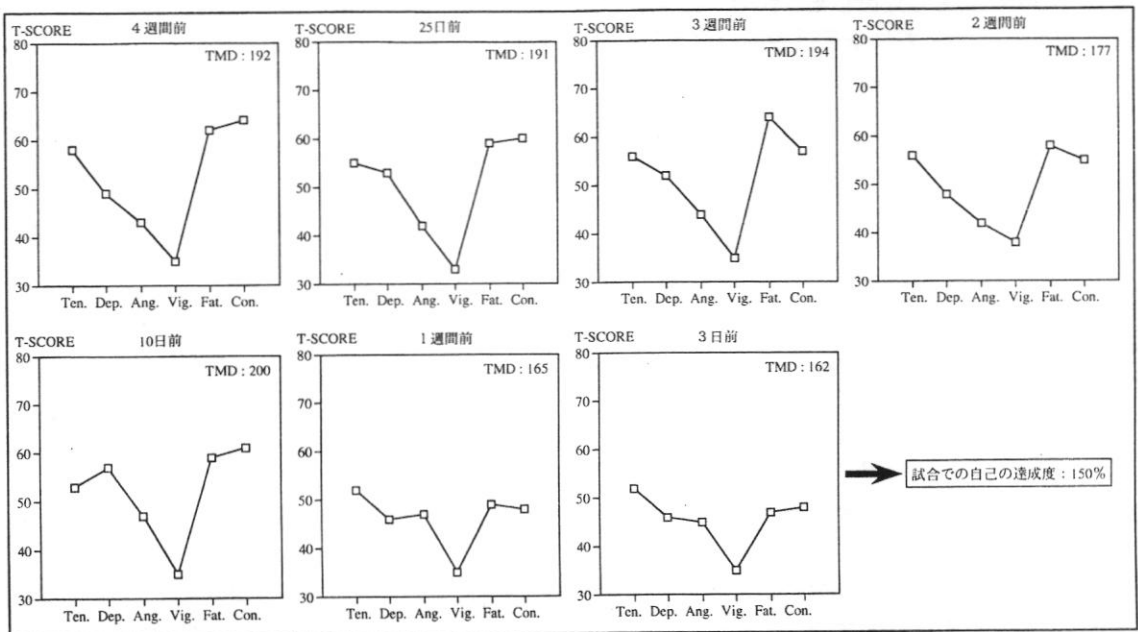 T-SCORE 4週間前
TMD : 192
80
70
60
50
40
30
Ten. Dep. Ang. Vig. Fat. Con.
T-SCORE 25日前
TMD : 191
80
70
60
50
40
30
Ten. Dep. Ang. Vig. Fat. Con.
T-SCORE 3週間前
TMD : 194
80
70
60
50
40
30
Ten. Dep. Ang. Vig. Fat. Con.
T-SCORE 2週間前
TMD : 177
80
70
60
50
40
30
Ten. Dep. Ang. Vig. Fat. Con.
T-SCORE 10日前
TMD : 200
80
70
60
50
40
30
Ten. Dep. Ang. Vig. Fat. Con.
T-SCORE 1週間前
TMD : 165
80
70
60
50
40
30
Ten. Dep. Ang. Vig. Fat. Con.
T-SCORE 3日前
TMD : 162
80
70
60
50
40
30
Ten. Dep. Ang. Vig. Fat. Con.
試合での自己の達成度 : 150%